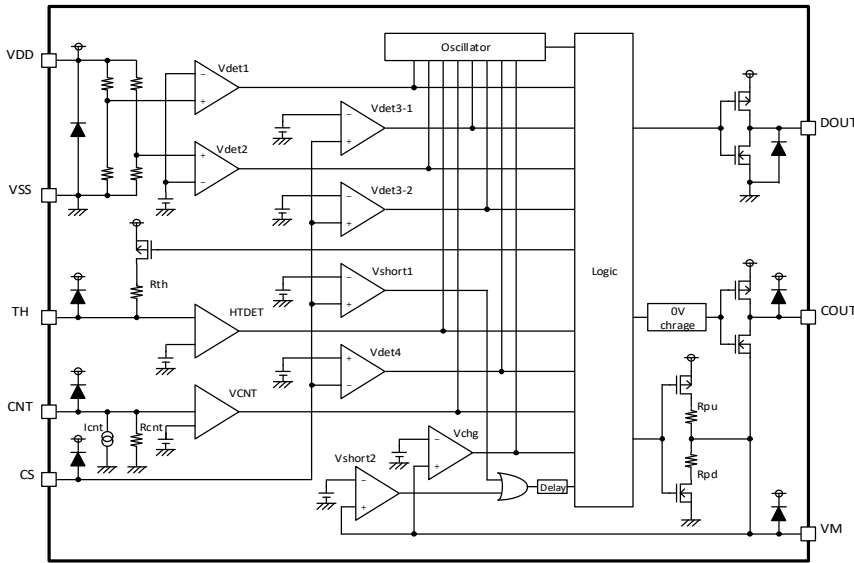 Oscillator
VDD
Vdet1
− 
+
Vdet3-1
−
+
DOUT
Vdet2
+
−
VSS
Vdet3-2
−
+
Logic
Rth
Vshort1
−
+
TH
HTDET
0V
chrage
COUT
Vdet4
+
−
CNT
VCNT
Icnt
Rcnt
Rpu
Vchg
−
+
CS
Vshort2
−
+
Delay
Rpd
VM